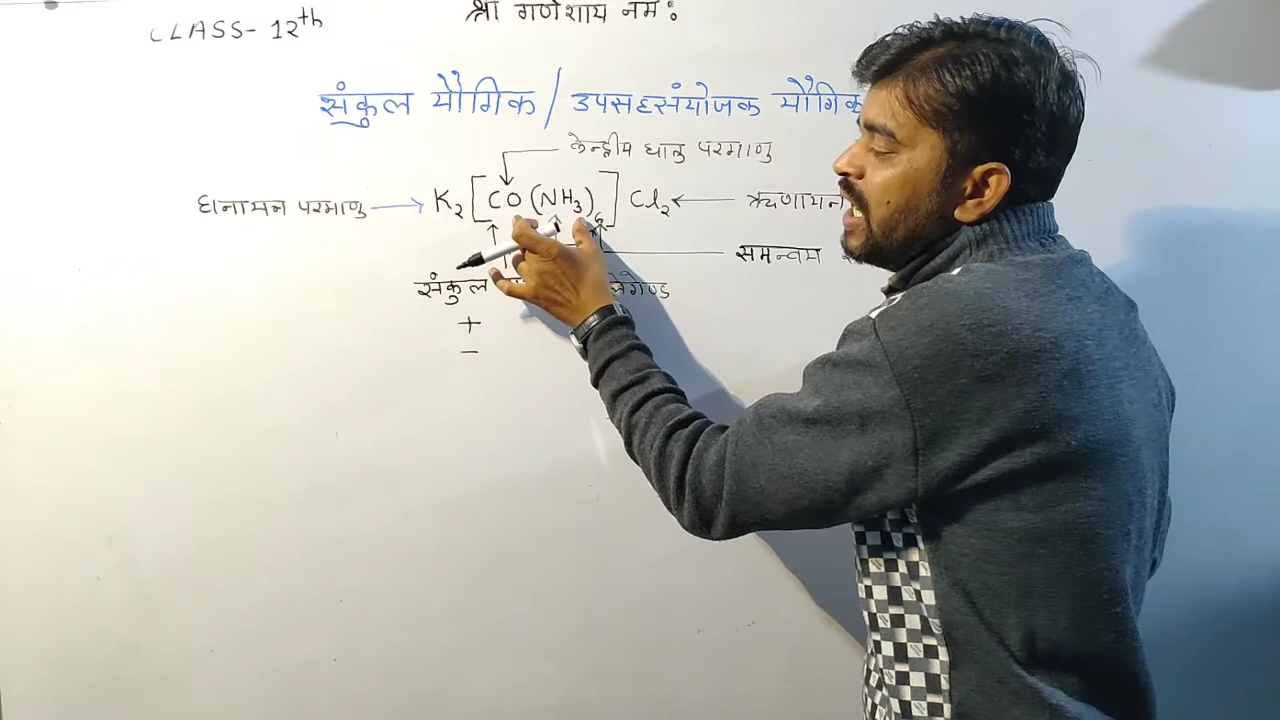 श्री गणेशाय नमः
CLASS- 12th
संकुल यौगिक / उपसहसंयोजक यौगिक
केन्द्रीय धातु परमाणु
धनायन परमाणु → K2 [CO(NH3)6] Cl2 ← ऋणायन
समन्वय
संकुल लेगेण्ड
+
−